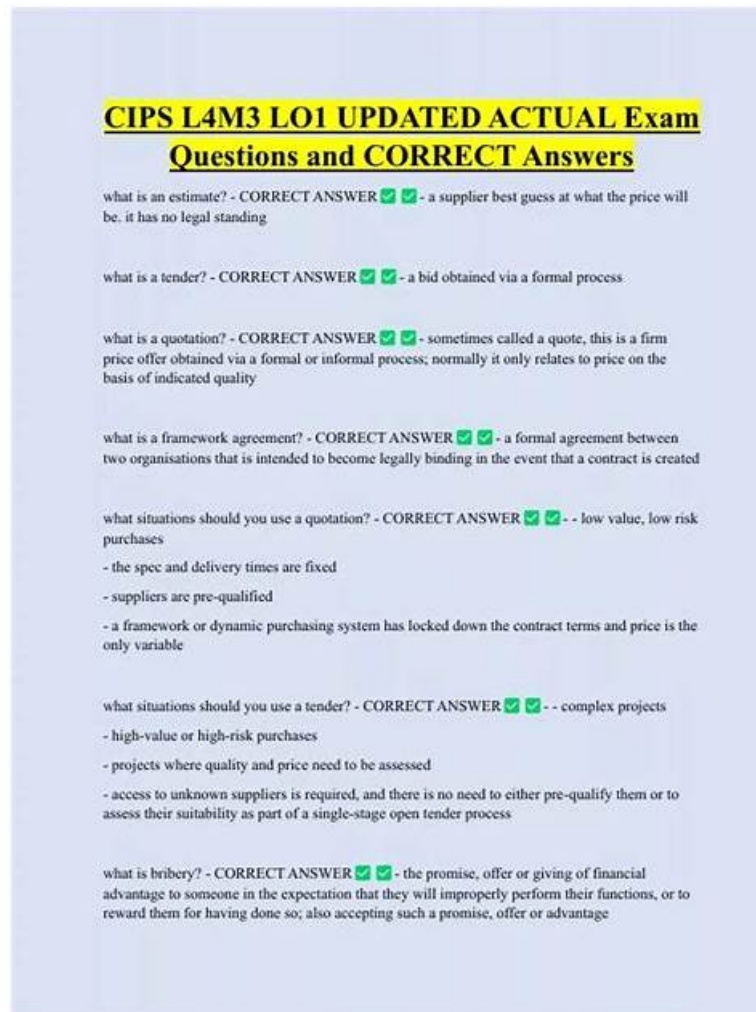 CIPS L4M3 LO1 UPDATED ACTUAL Exam
Questions and CORRECT Answers
what is an estimate? - CORRECT ANSWER ✅ ✅ - a supplier best guess at what the price will
be. it has no legal standing
what is a tender? - CORRECT ANSWER ✅ ✅ - a bid obtained via a formal process
what is a quotation? - CORRECT ANSWER ✅ ✅ - sometimes called a quote, this is a firm
price offer obtained via a formal or informal process; normally it only relates to price on the
basis of indicated quality
what is a framework agreement? - CORRECT ANSWER ✅ ✅ - a formal agreement between
two organisations that is intended to become legally binding in the event that a contract is created
what situations should you use a quotation? - CORRECT ANSWER ✅ ✅ - - low value, low risk
purchases
- the spec and delivery times are fixed
- suppliers are pre-qualified
- a framework or dynamic purchasing system has locked down the contract terms and price is the
only variable
what situations should you use a tender? - CORRECT ANSWER ✅ ✅ - - complex projects
- high-value or high-risk purchases
- projects where quality and price need to be assessed
- access to unknown suppliers is required, and there is no need to either pre-qualify them or to
assess their suitability as part of a single-stage open tender process
what is bribery? - CORRECT ANSWER ✅ ✅ - the promise, offer or giving of financial
advantage to someone in the expectation that they will improperly perform their functions, or to
reward them for having done so; also accepting such a promise, offer or advantage